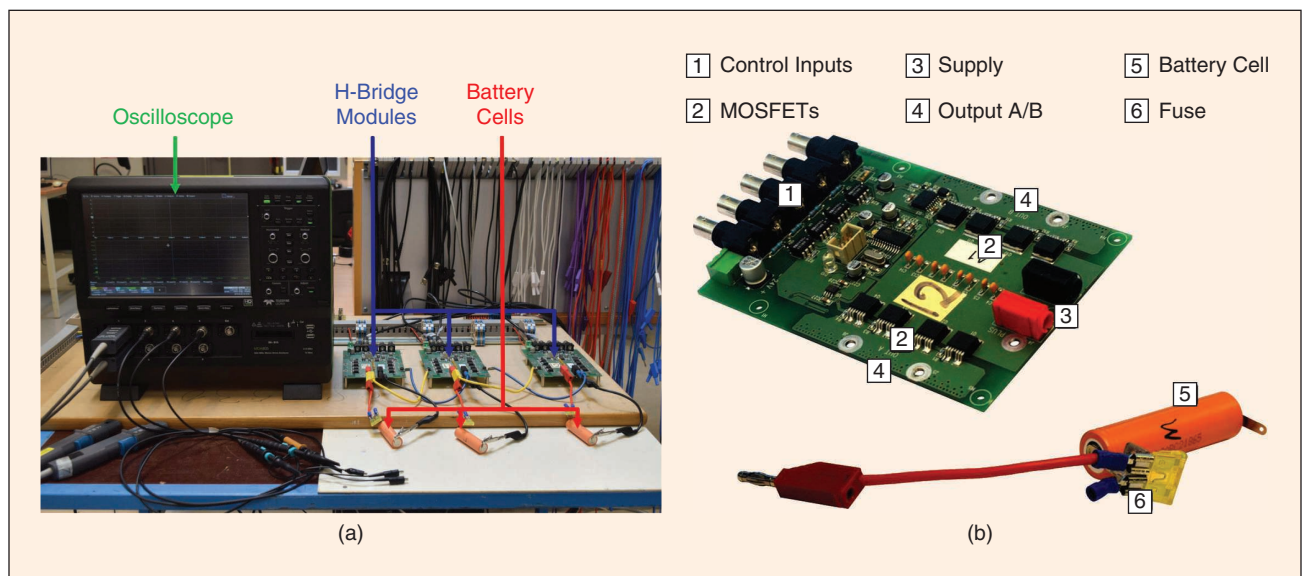 Oscilloscope
H-Bridge
Modules
Battery
Cells
(a)
1 Control Inputs
3 Supply
5 Battery Cell
2 MOSFETs
4 Output A/B
6 Fuse
1
4
2
12
3
2
4
5
6
(b)